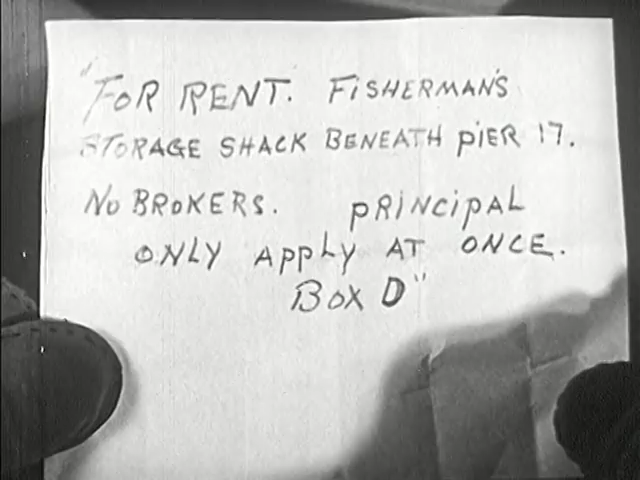 "FOR RENT. FISHERMAN'S
STORAGE SHACK BENEATH PIER 17.
NO BROKERS. PRINCIPAL
ONLY APPLY AT ONCE.
BOX D"